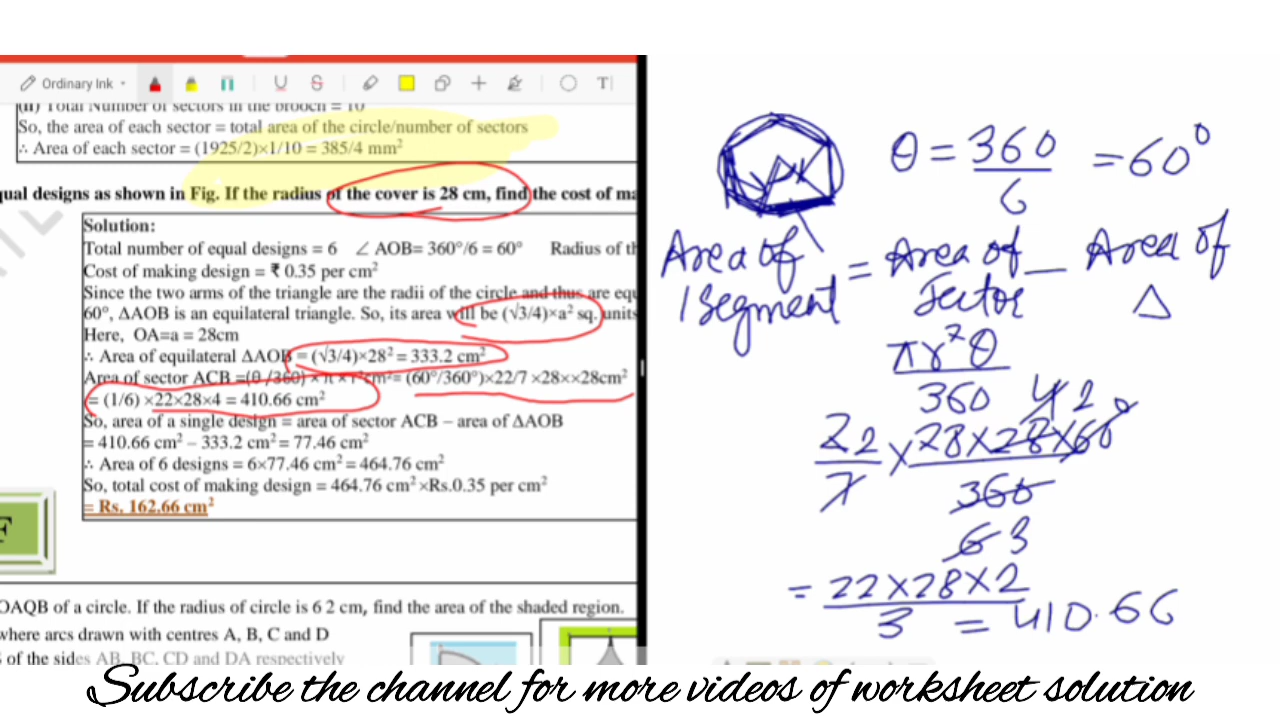 Ordinary Ink
(ii) Total Number of sectors in the brooch = 10
So, the area of each sector = total area of the circle/number of sectors
∴ Area of each sector = (1925/2)×1/10 = 385/4 mm²
qual designs as shown in Fig. If the radius of the cover is 28 cm, find the cost of ma
Solution:
Total number of equal designs = 6 ∠ AOB= 360°/6 = 60° Radius of th
Cost of making design = ₹ 0.35 per cm²
Since the two arms of the triangle are the radii of the circle and thus are equ
60°, ΔAOB is an equilateral triangle. So, its area will be (√3/4)×a² sq. units
Here, OA=a = 28cm
∴ Area of equilateral ΔAOB = (√3/4)×28² = 333.2 cm²
Area of sector ACB =(θ /360) × π × r² cm²= (60°/360°)×22/7 ×28××28cm²
= (1/6) ×22×28×4 = 410.66 cm²
So, area of a single design = area of sector ACB – area of ΔAOB
= 410.66 cm² – 333.2 cm² = 77.46 cm²
∴ Area of 6 designs = 6×77.46 cm² = 464.76 cm²
So, total cost of making design = 464.76 cm² ×Rs.0.35 per cm²
= Rs. 162.66 cm²
F
OAQB of a circle. If the radius of circle is 6 2 cm, find the area of the shaded region.
where arcs drawn with centres A, B, C and D
of the sides AB, BC, CD and DA respectively
θ = 360 = 60°
6
Area of = Area of — Area of
Segment Sector Δ
πr²θ
360
4 2
22 × 28×28×60°
7 360
6 3
= 22×28×2
3 = 410.66
Subscribe the channel for more videos of worksheet solution